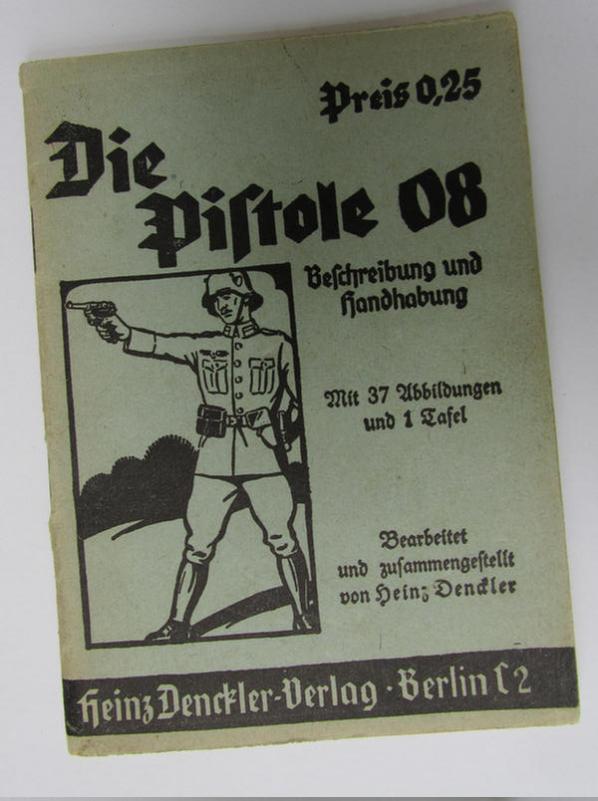 Preis 0,25
Die
Pistole 08
Beschreibung und
Handhabung
Mit 37 Abbildungen
und 1 Tafel
Bearbeitet
und zusammengestellt
von Heinz Denckler
Heinz Denckler-Verlag · Berlin C 2